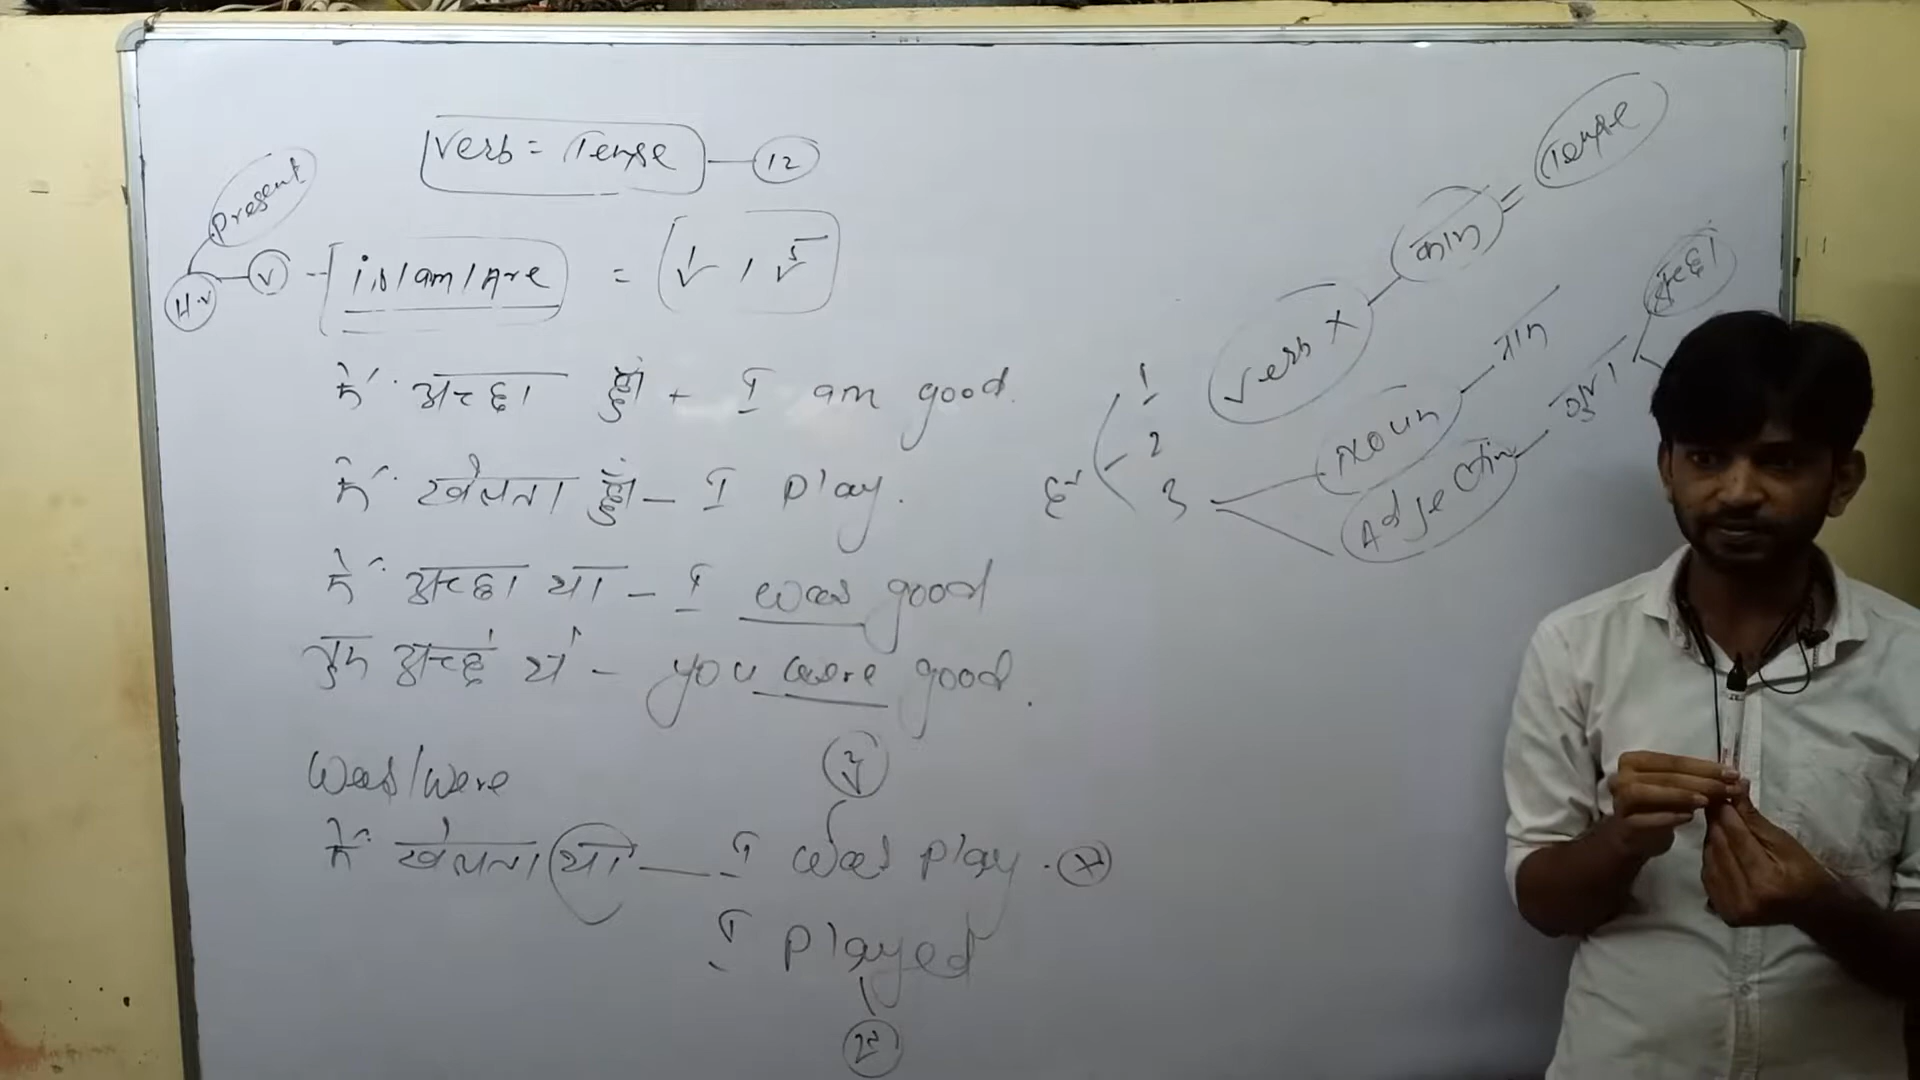 Verb = Tense — 12
Present
H.v — V — is/am/Are = V¹ / V⁵
में अच्छा हुँ — I am good.
में खेलता हुँ — I play.
में अच्छा था — I was good
तुम अच्छे थे — you were good.
Was/Were
में खेलता था — I was play.
I played
1
2
3
Verb X
काम = Tense
Noun
नाम
Adjective
गुण
अच्छा